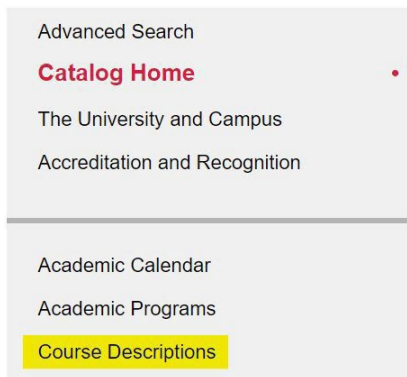 Advanced Search
Catalog Home
The University and Campus
Accreditation and Recognition
Academic Calendar
Academic Programs
Course Descriptions